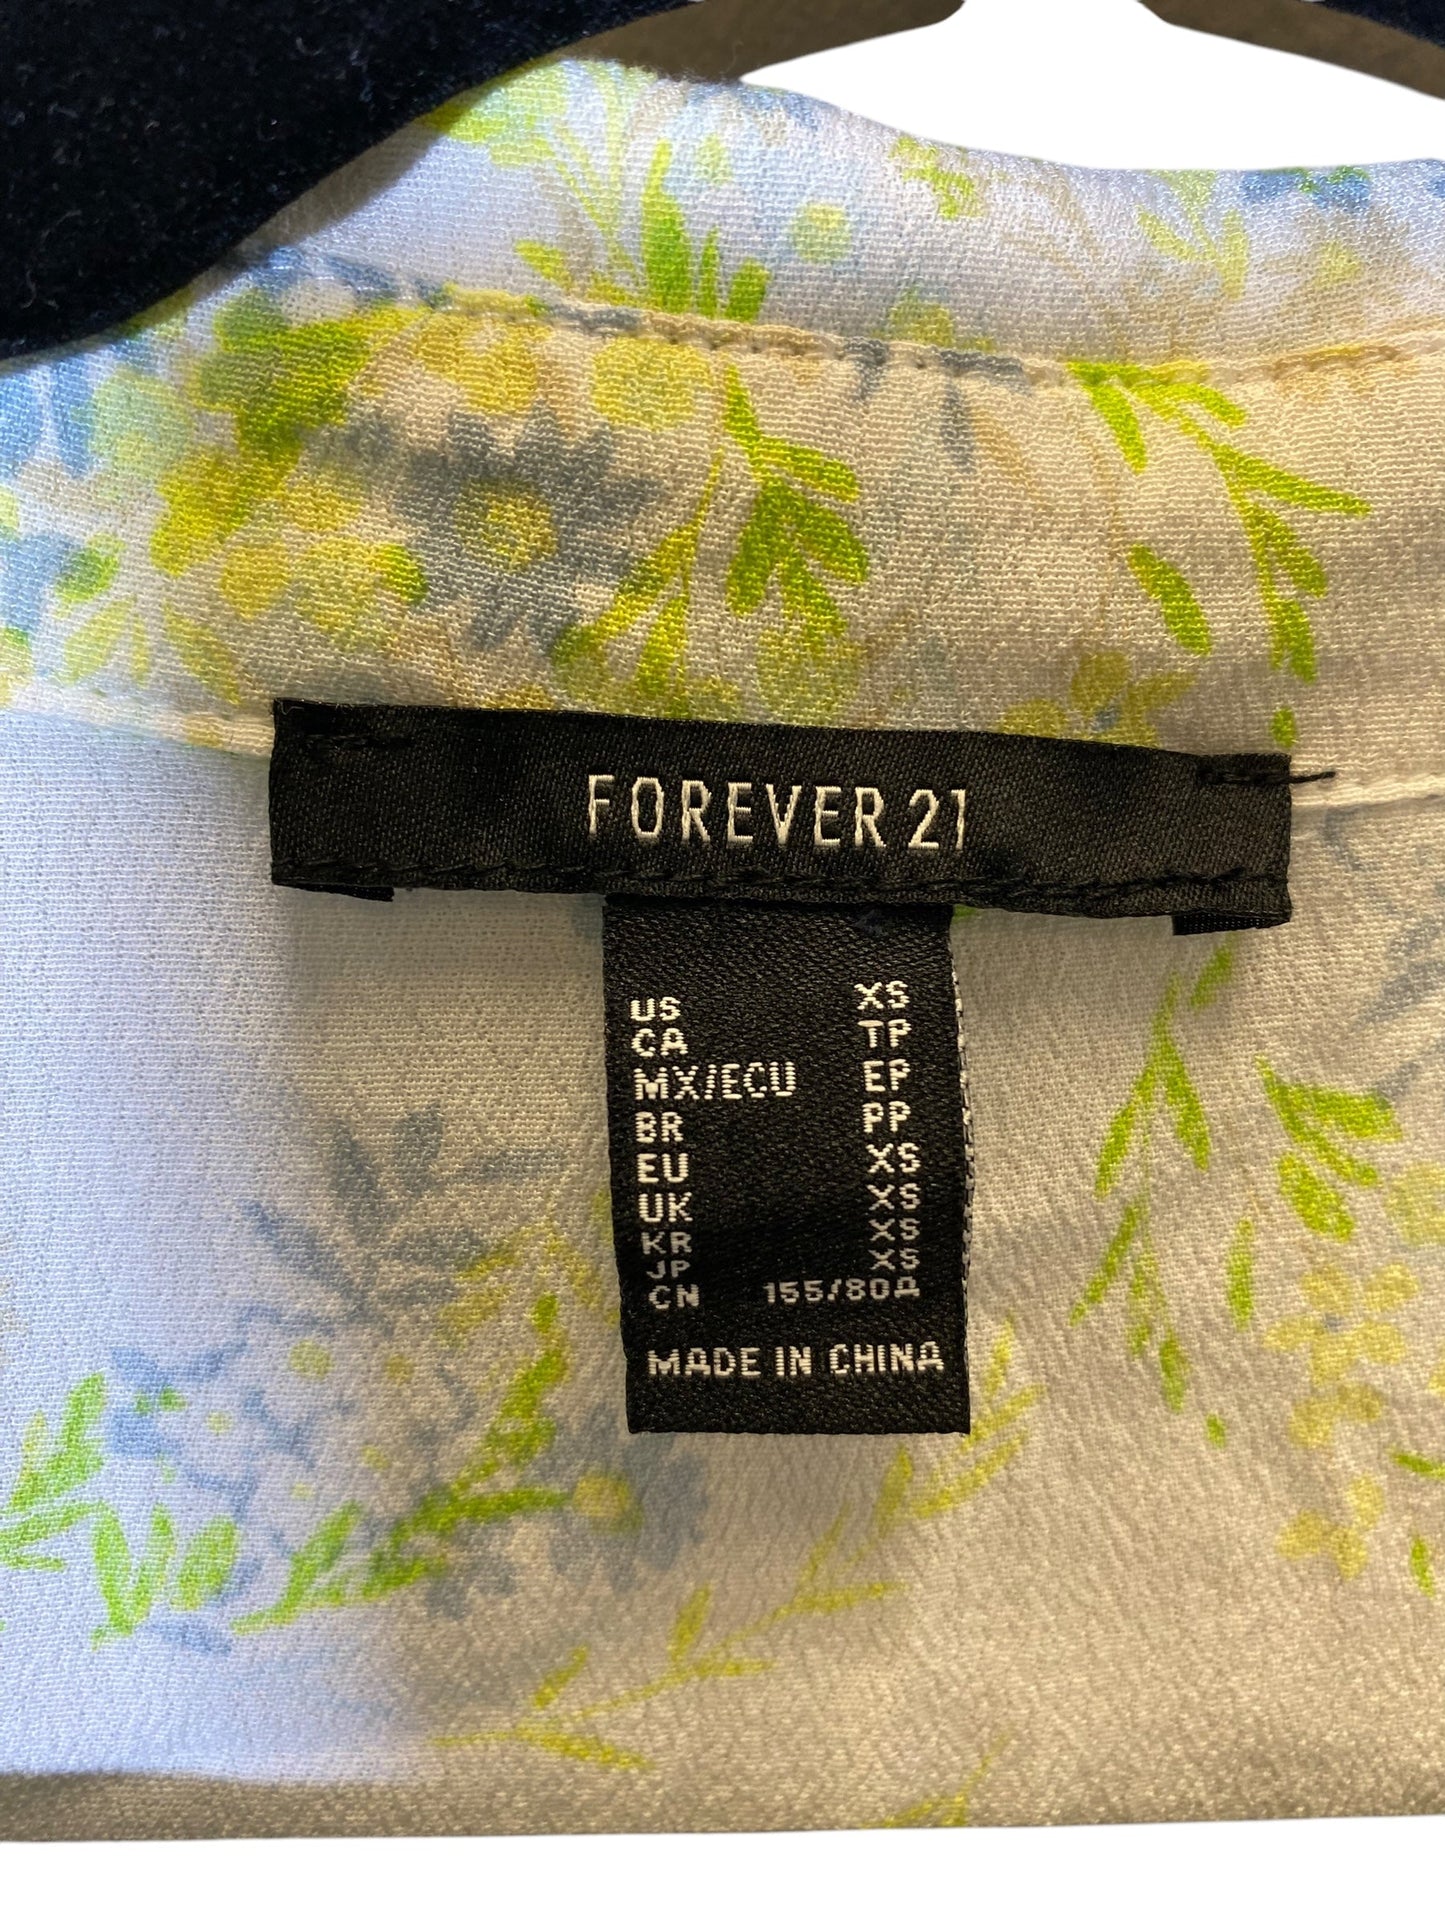 FOREVER 21
US XS
CA TP
MX/ECU EP
BR PP
EU XS
UK XS
KR XS
JP XS
CN 155/80A
MADE IN CHINA